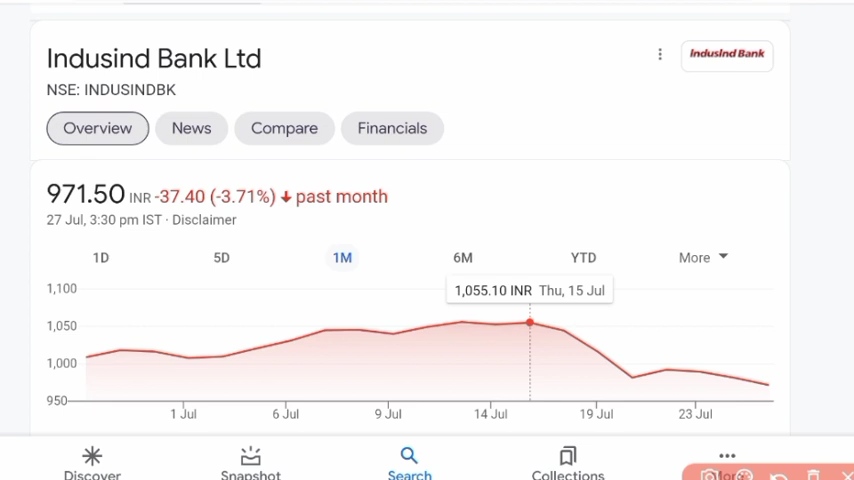 Indusind Bank Ltd
IndusInd Bank
NSE: INDUSINDBK
Overview News Compare Financials
971.50 INR -37.40 (-3.71%) ↓ past month
27 Jul, 3:30 pm IST · Disclaimer
1D 5D 1M 6M YTD More
1,055.10 INR Thu, 15 Jul
1,100
1,050
1,000
950
1 Jul 6 Jul 9 Jul 14 Jul 19 Jul 23 Jul
Discover Snapshot Search Collections More